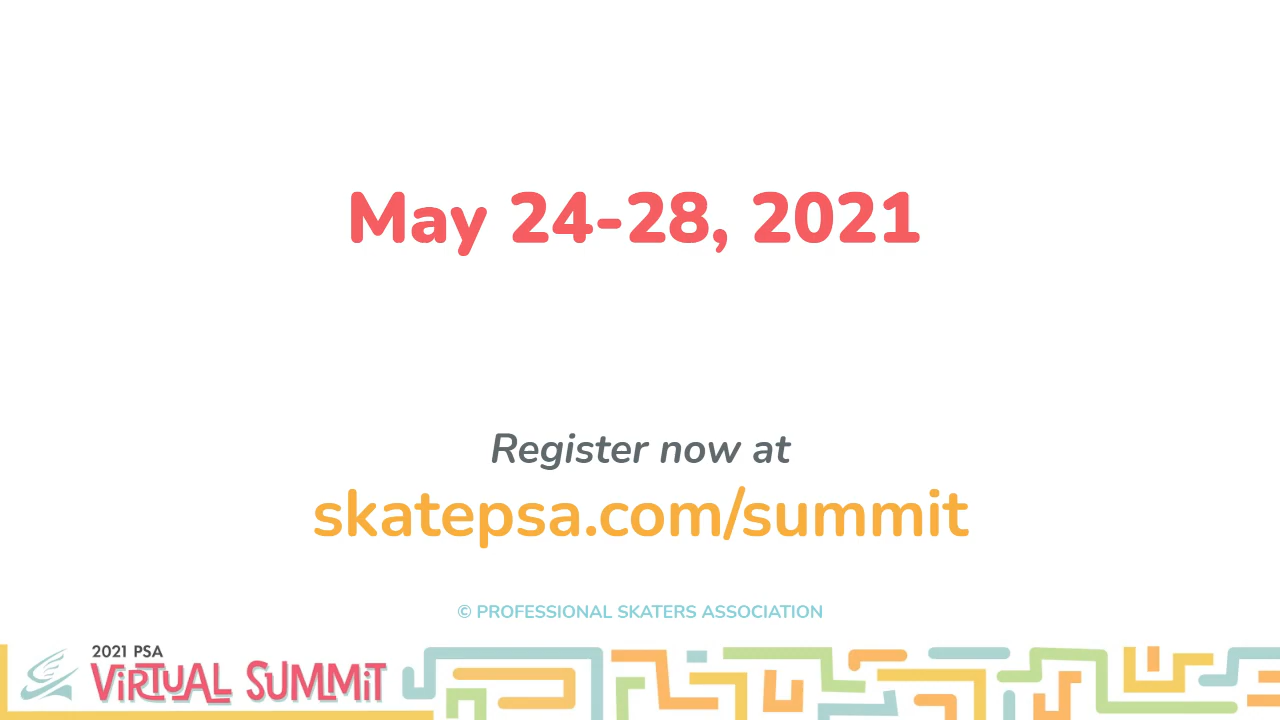 May 24-28, 2021
Register now at
skatepsa.com/summit
© PROFESSIONAL SKATERS ASSOCIATION
2021 PSA
ViRTUAL SUMMiT